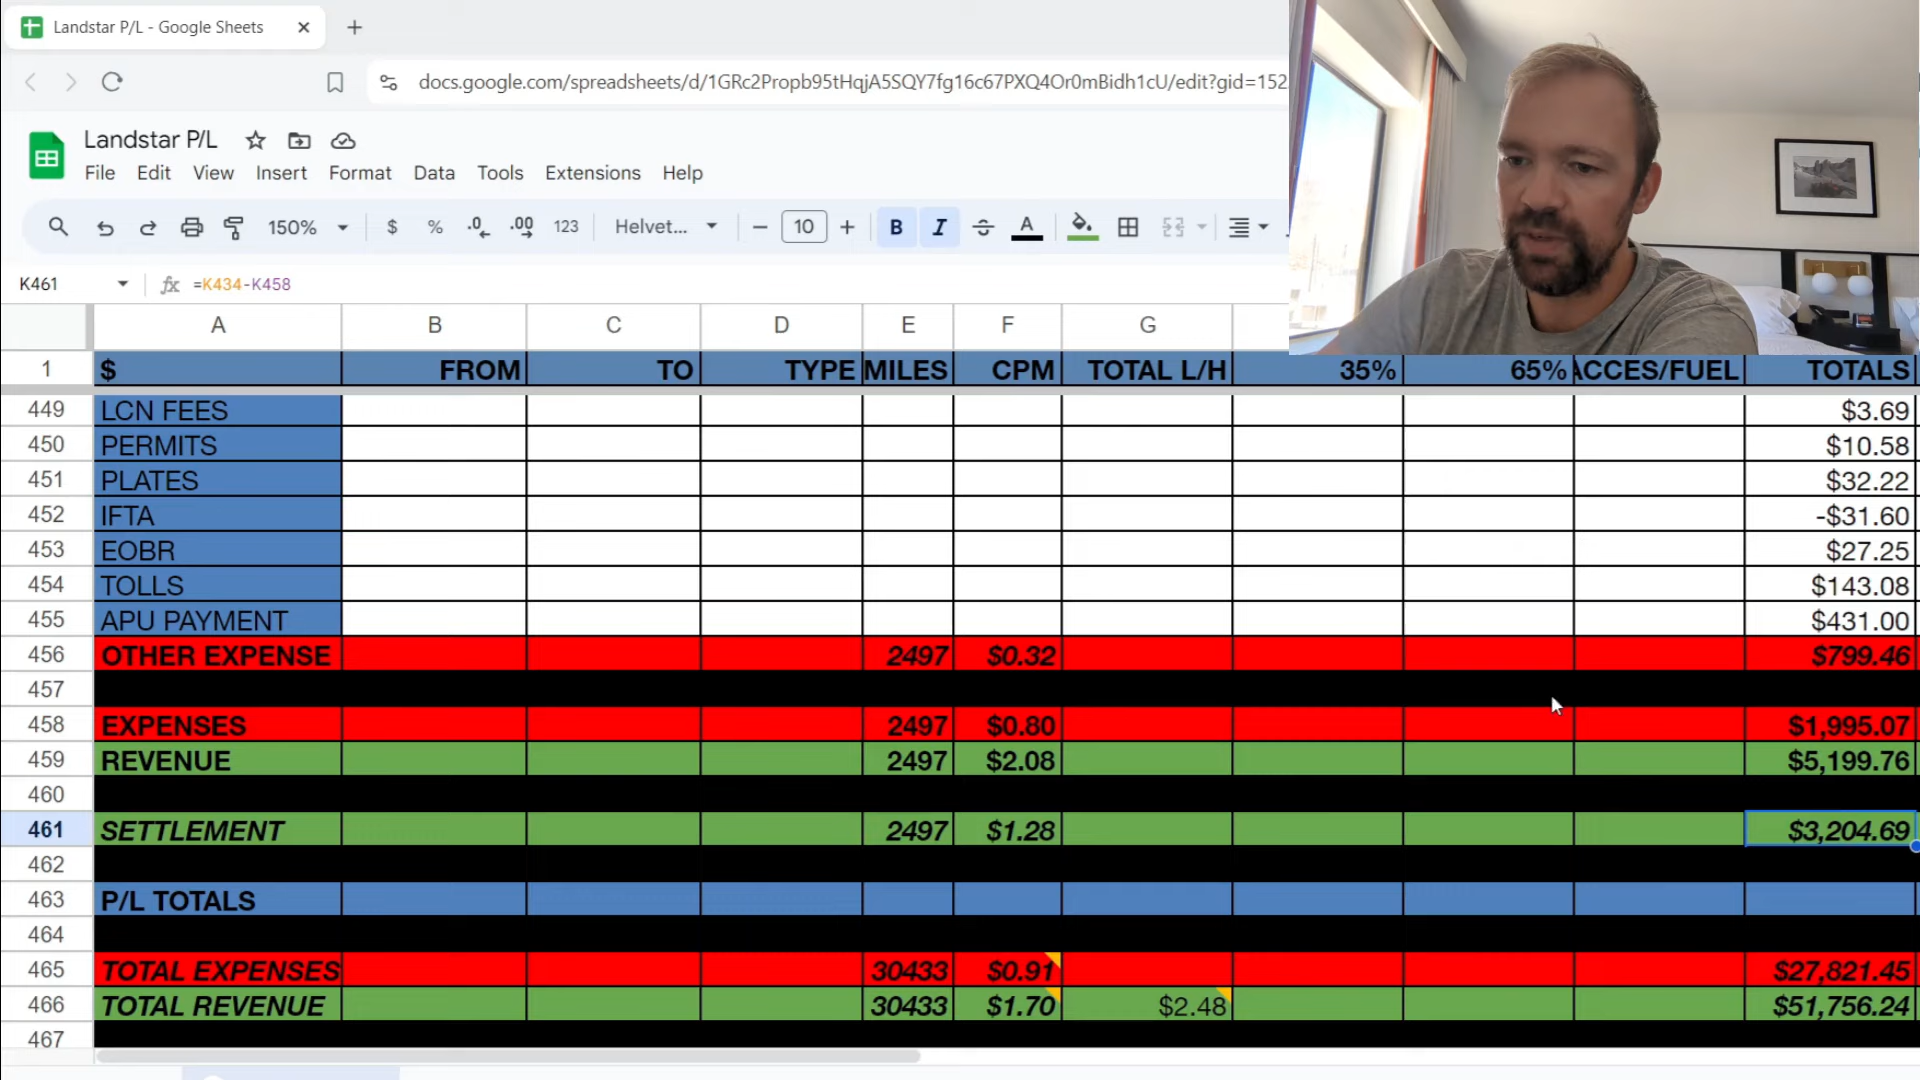 Landstar P/L - Google Sheets
docs.google.com/spreadsheets/d/1GRc2Propb95tHqjA5SQY7fg16c67PXQ4Or0mBidh1cU/edit?gid=152
Landstar P/L
File Edit View Insert Format Data Tools Extensions Help
150% $ % .0 .00 123 Helvet... 10 B I A
K461 fx =K434-K458
A B C D E F G
1 $ FROM TO TYPE MILES CPM TOTAL L/H 35% 65% ACCES/FUEL TOTALS
449 LCN FEES $3.69
450 PERMITS $10.58
451 PLATES $32.22
452 IFTA -$31.60
453 EOBR $27.25
454 TOLLS $143.08
455 APU PAYMENT $431.00
456 OTHER EXPENSE 2497 $0.32 $799.46
457
458 EXPENSES 2497 $0.80 $1,995.07
459 REVENUE 2497 $2.08 $5,199.76
460
461 SETTLEMENT 2497 $1.28 $3,204.69
462
463 P/L TOTALS
464
465 TOTAL EXPENSES 30433 $0.91 $27,821.45
466 TOTAL REVENUE 30433 $1.70 $2.48 $51,756.24
467